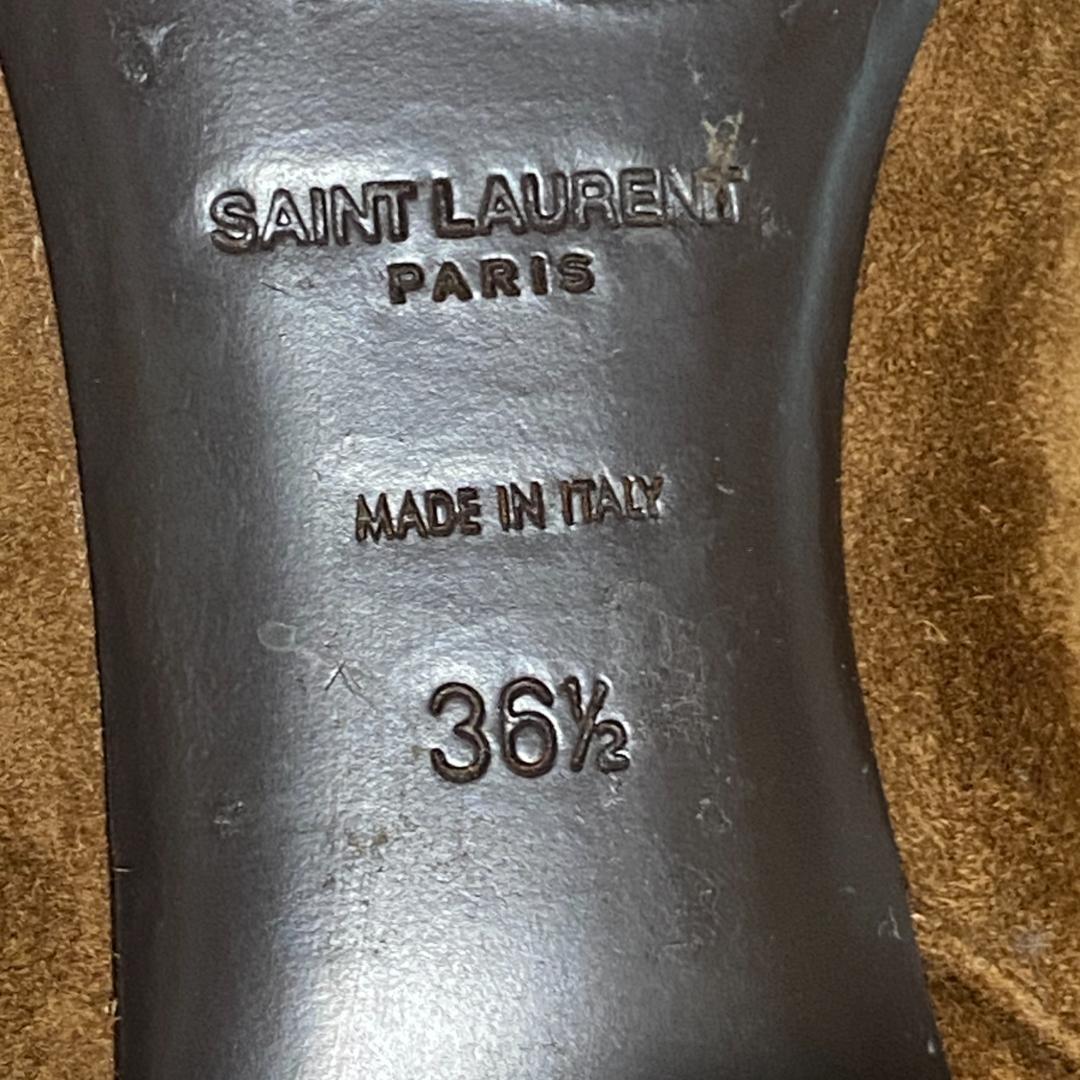 SAINT LAURENT
PARIS
MADE IN ITALY
36½